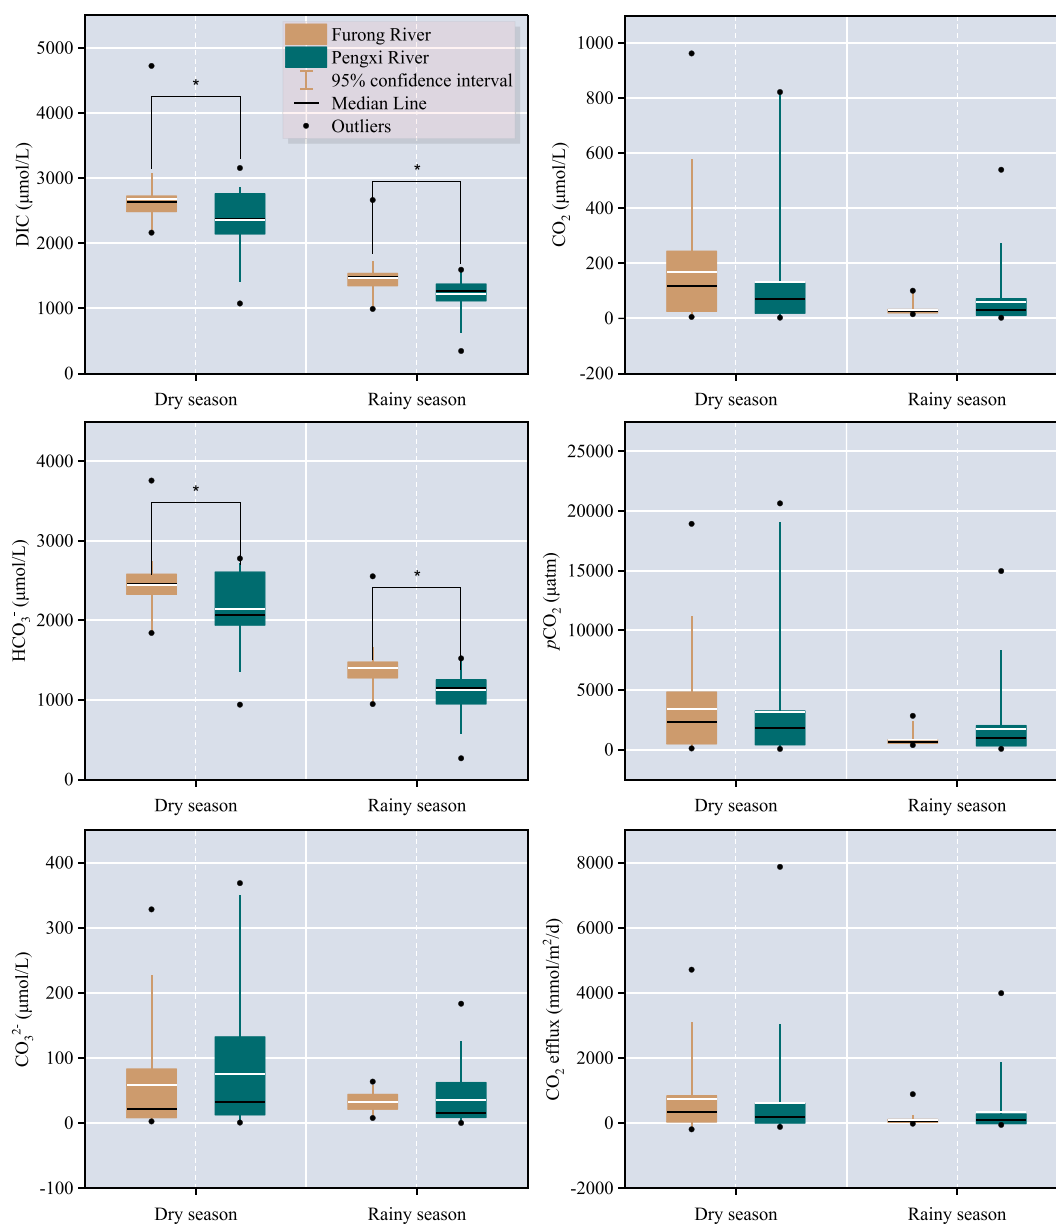 DIC (μmol/L)
5000
4000
3000
2000
1000
0
Furong River
Pengxi River
95% confidence interval
Median Line
Outliers
*
*
Dry season
Rainy season
CO₂ (μmol/L)
1000
800
600
400
200
0
-200
Dry season
Rainy season
HCO₃⁻ (μmol/L)
4000
3000
2000
1000
0
*
*
Dry season
Rainy season
pCO₂ (μatm)
25000
20000
15000
10000
5000
0
Dry season
Rainy season
CO₃²⁻ (μmol/L)
400
300
200
100
0
-100
Dry season
Rainy season
CO₂ efflux (mmol/m²/d)
8000
6000
4000
2000
0
-2000
Dry season
Rainy season